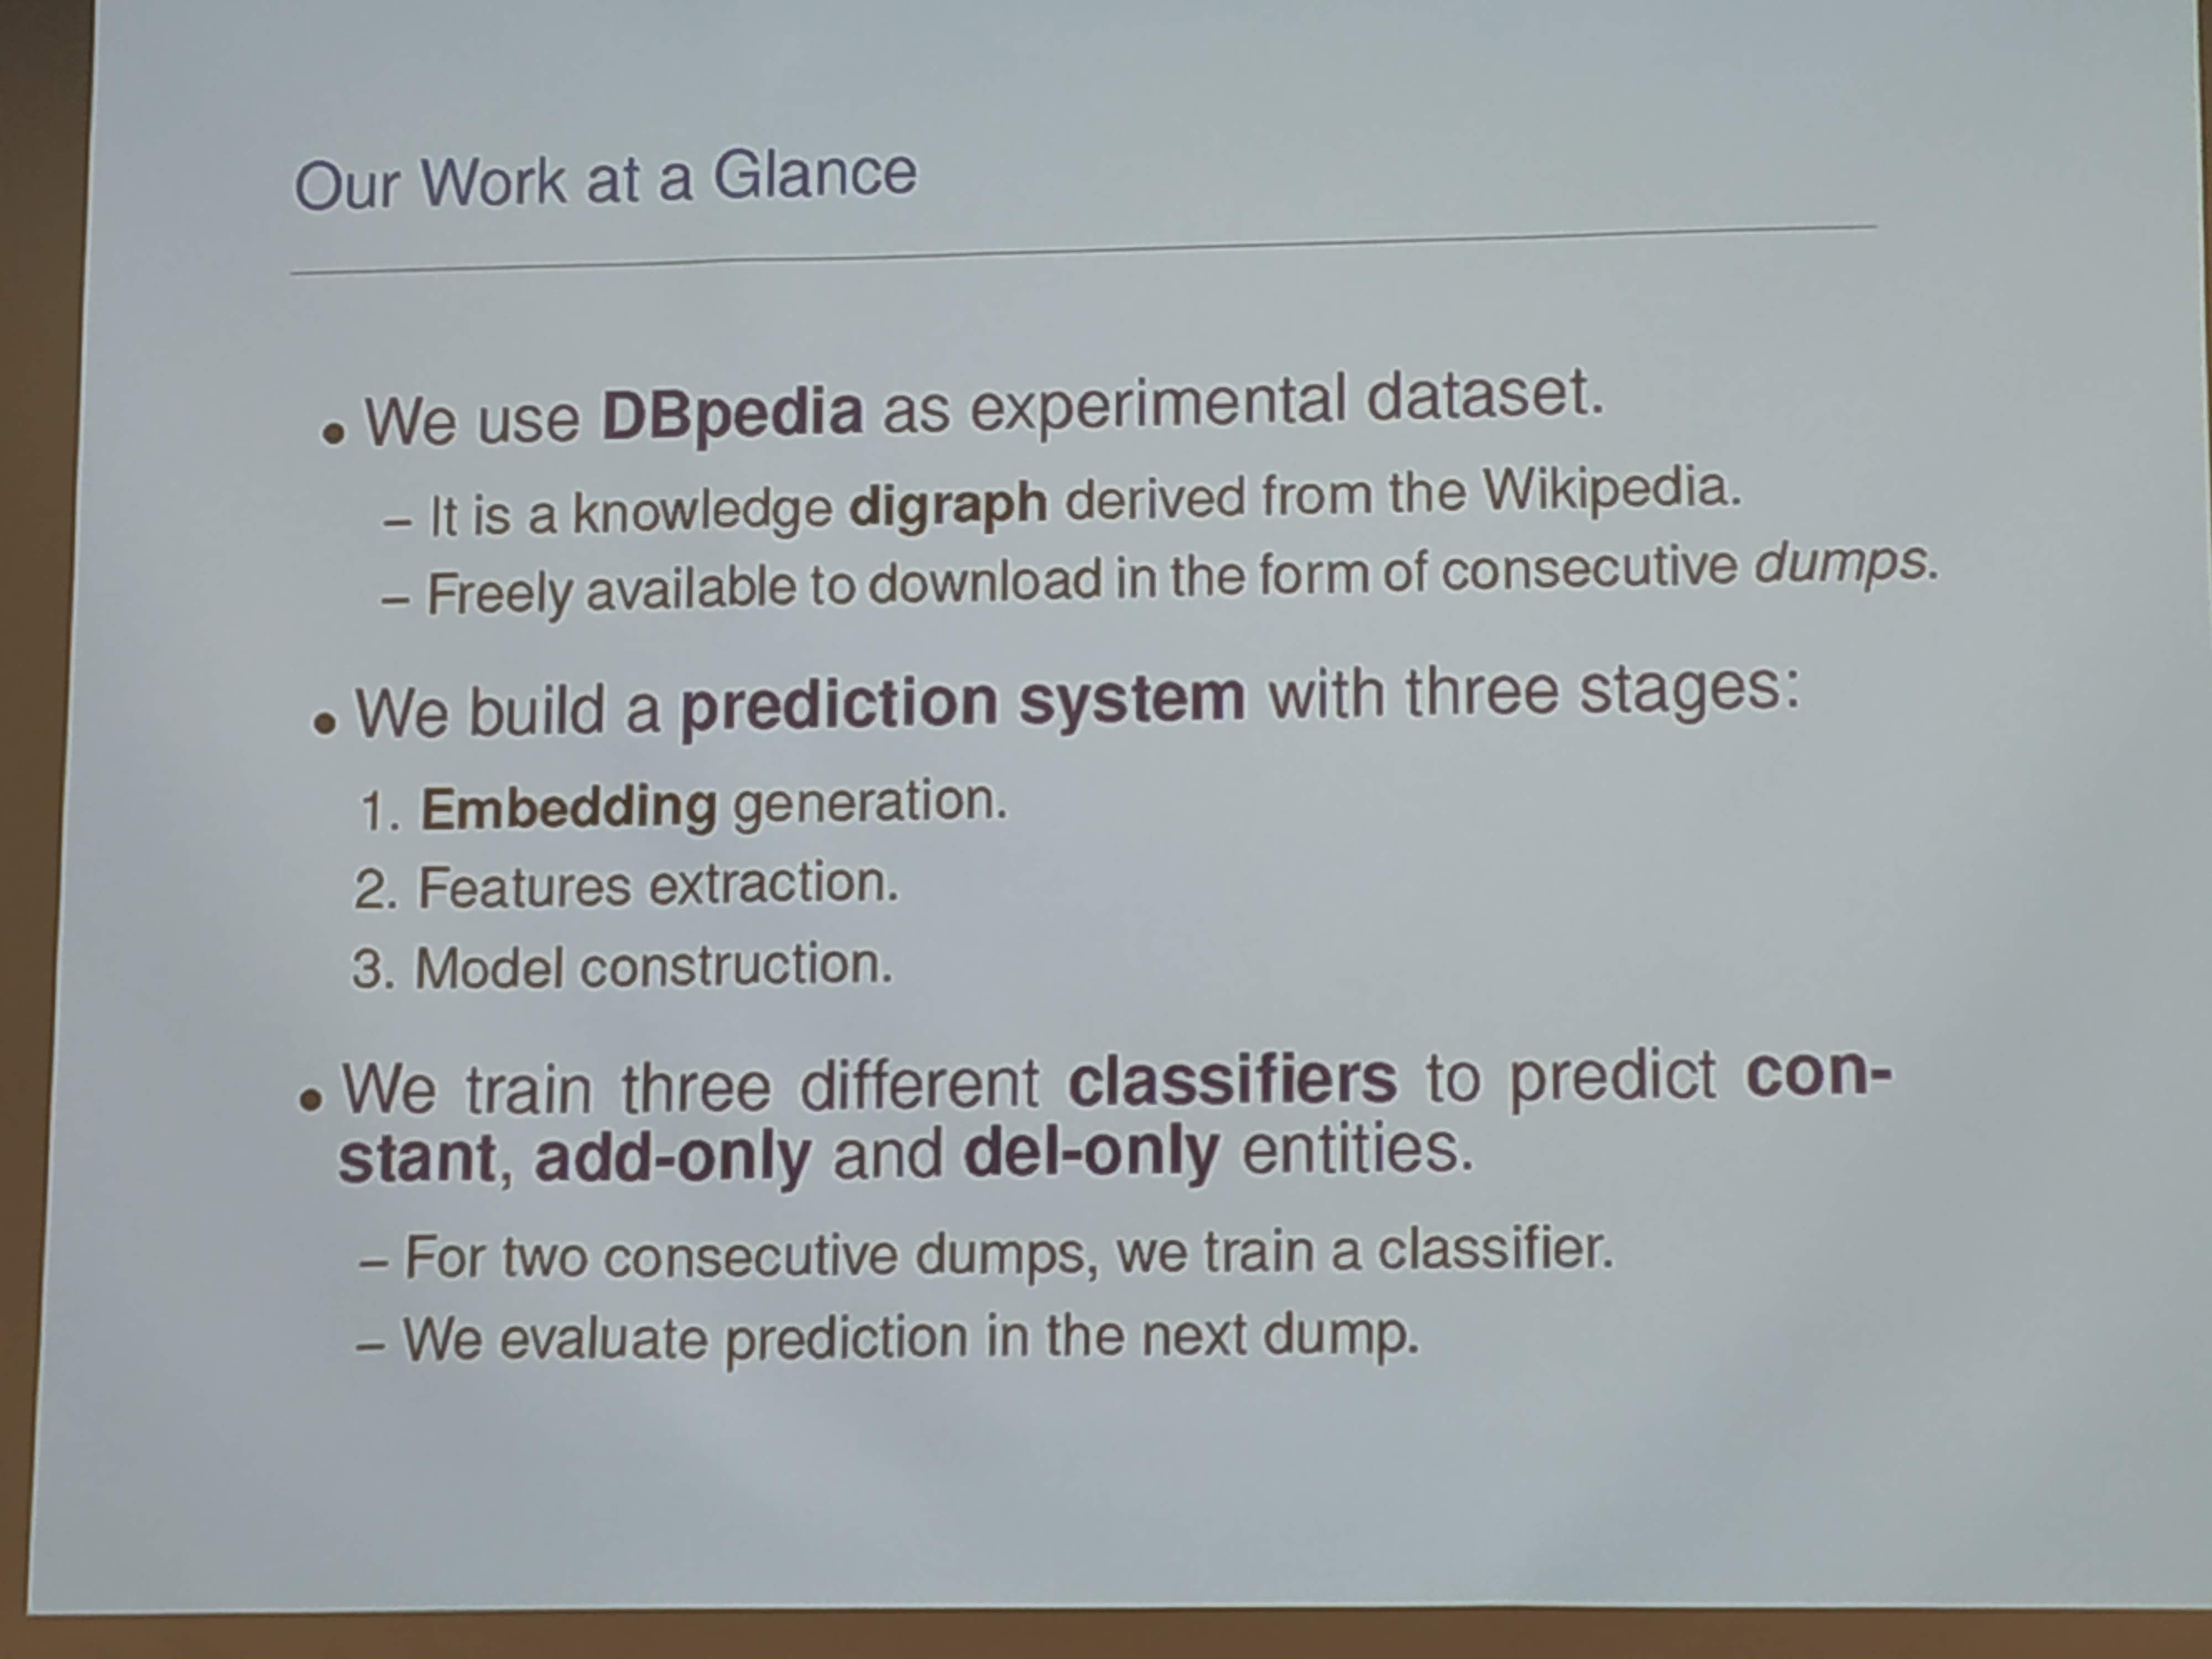 Our Work at a Glance
• We use DBpedia as experimental dataset.
– It is a knowledge digraph derived from the Wikipedia.
– Freely available to download in the form of consecutive dumps.
• We build a prediction system with three stages:
1. Embedding generation.
2. Features extraction.
3. Model construction.
• We train three different classifiers to predict con-
stant, add-only and del-only entities.
– For two consecutive dumps, we train a classifier.
– We evaluate prediction in the next dump.